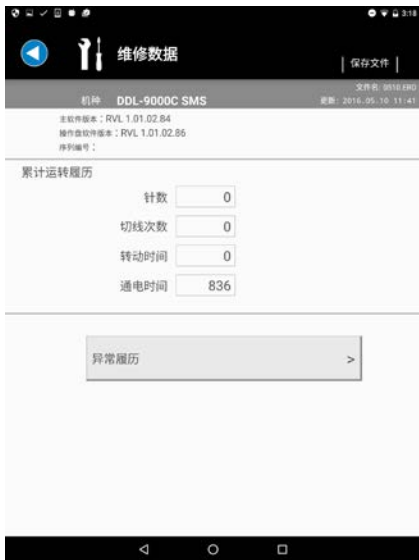 3:18
维修数据
保存文件
文件名: 0510.ERD
机种 DDL-9000C SMS
更新: 2016.05.10 11:41
主软件版本：RVL 1.01.02.84
操作盘软件版本：RVL 1.01.02.86
序列编号：
累计运转履历
针数 0
切线次数 0
转动时间 0
通电时间 836
异常履历 >